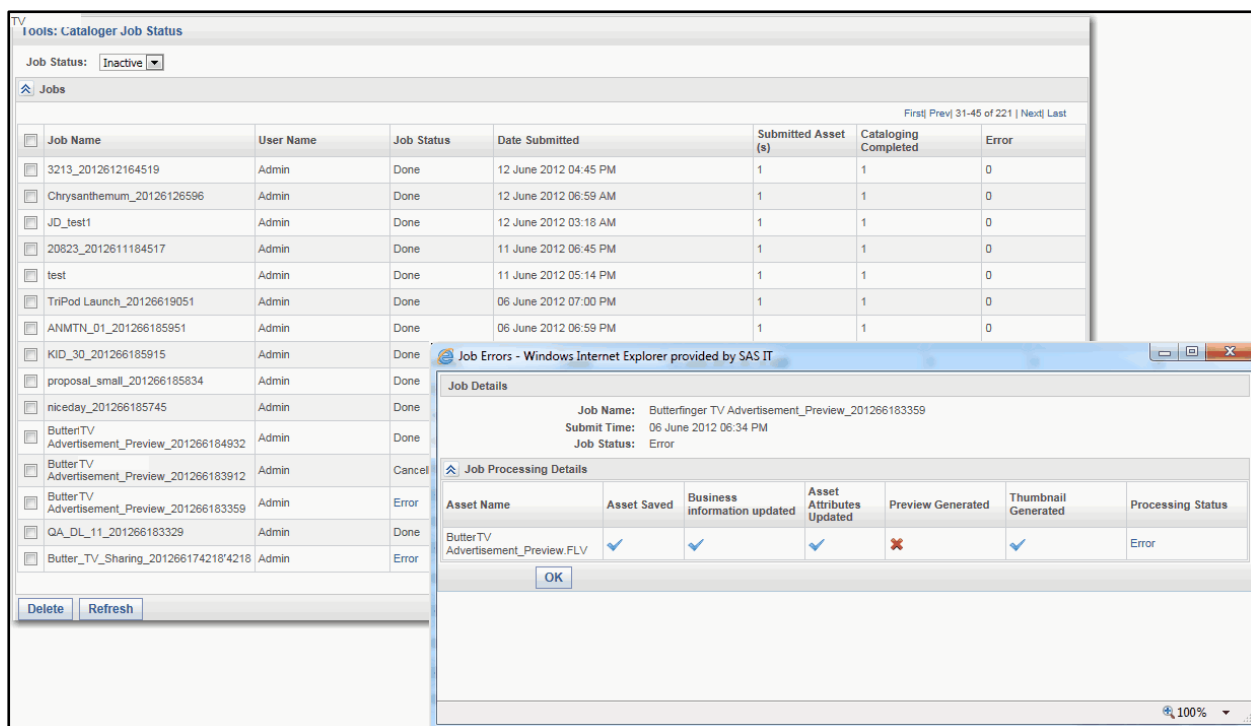 TV
Tools: Cataloger Job Status
Job Status: Inactive
Jobs
First| Prev| 31-45 of 221 | Next| Last
Job Name User Name Job Status Date Submitted Submitted Asset (s) Cataloging Completed Error
3213_2012612164519 Admin Done 12 June 2012 04:45 PM 1 1 0
Chrysanthemum_20126126596 Admin Done 12 June 2012 06:59 AM 1 1 0
JD_test1 Admin Done 12 June 2012 03:18 AM 1 1 0
20823_2012611184517 Admin Done 11 June 2012 06:45 PM 1 1 0
test Admin Done 11 June 2012 05:14 PM 1 1 0
TriPod Launch_20126619051 Admin Done 06 June 2012 07:00 PM 1 1 0
ANMTN_01_201266185951 Admin Done 06 June 2012 06:59 PM 1 1 0
KID_30_201266185915 Admin Done
proposal_small_201266185834 Admin Done
niceday_201266185745 Admin Done
ButterlTV
Advertisement_Preview_201266184932 Admin Done
ButterTV
Advertisement_Preview_201266183912 Admin Cancel
ButterTV
Advertisement_Preview_201266183359 Admin Error
QA_DL_11_201266183329 Admin Done
Butter_TV_Sharing_201266174218'4218 Admin Error
Delete Refresh
Job Errors - Windows Internet Explorer provided by SAS IT
Job Details
Job Name: Butterfinger TV Advertisement_Preview_201266183359
Submit Time: 06 June 2012 06:34 PM
Job Status: Error
Job Processing Details
Asset Name Asset Saved Business information updated Asset Attributes Updated Preview Generated Thumbnail Generated Processing Status
ButterTV
Advertisement_Preview.FLV Error
OK
100%